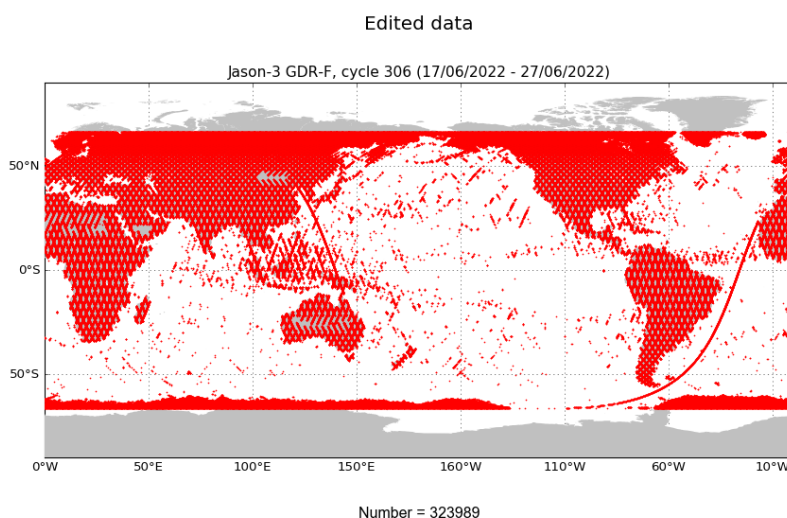 Edited data
Jason-3 GDR-F, cycle 306 (17/06/2022 - 27/06/2022)
50°N
0°S
50°S
0°W 50°E 100°E 150°E 160°W 110°W 60°W 10°W
Number = 323989